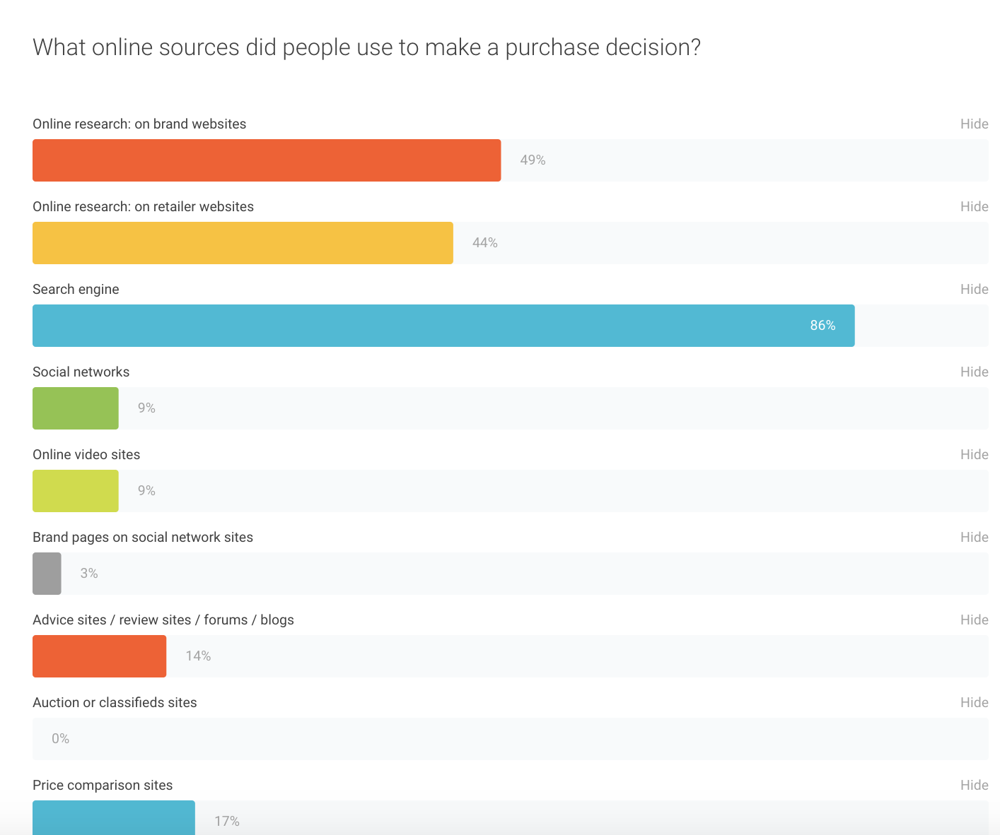 What online sources did people use to make a purchase decision?
Online research: on brand websites Hide
49%
Online research: on retailer websites Hide
44%
Search engine Hide
86%
Social networks Hide
9%
Online video sites Hide
9%
Brand pages on social network sites Hide
3%
Advice sites / review sites / forums / blogs Hide
14%
Auction or classifieds sites Hide
0%
Price comparison sites Hide
17%